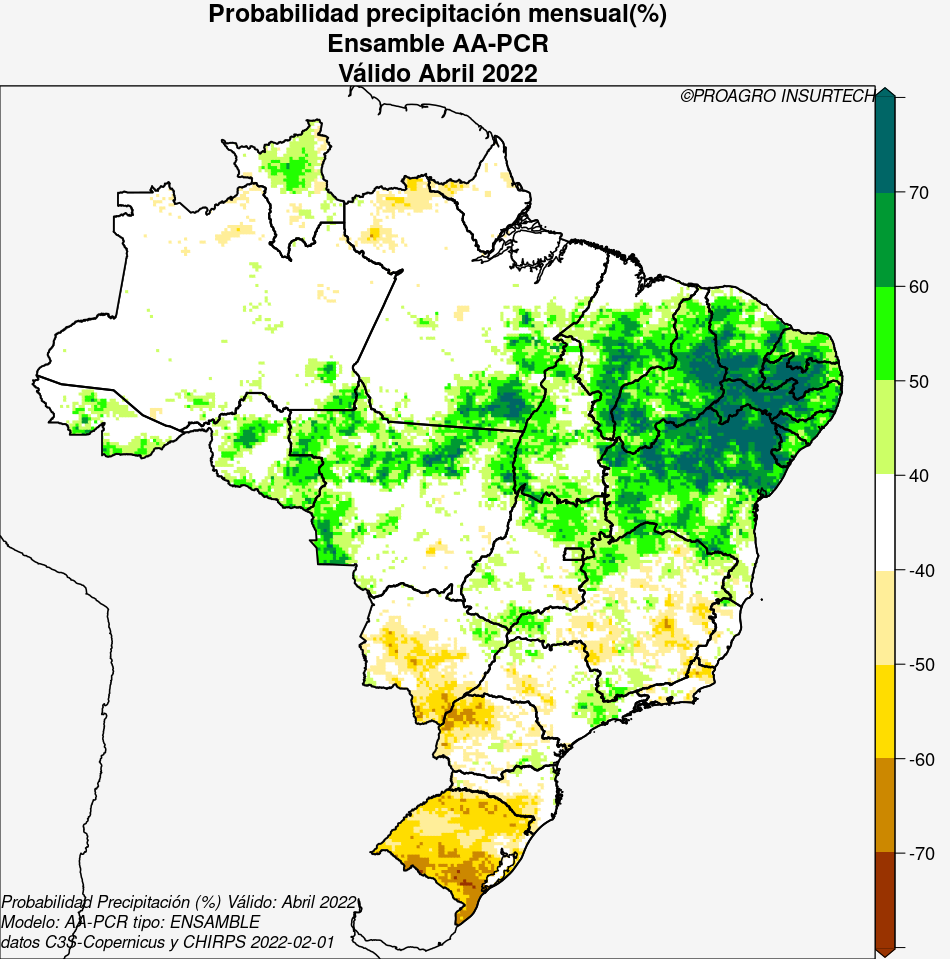 Probabilidad precipitación mensual(%)
Ensamble AA-PCR
Válido Abril 2022
©PROAGRO INSURTECH
70
60
50
40
-40
-50
-60
-70
Probabilidad Precipitación (%) Válido: Abril 2022
Modelo: AA-PCR tipo: ENSAMBLE
datos C3S-Copernicus y CHIRPS 2022-02-01